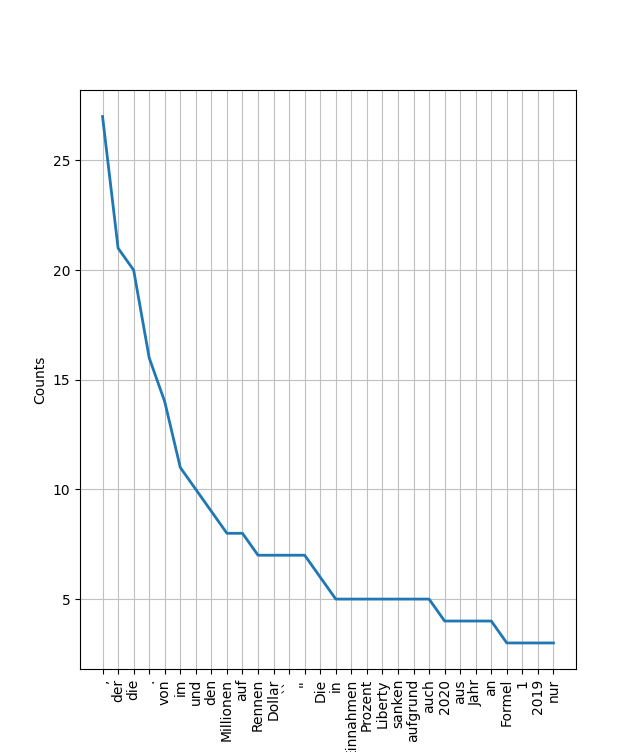 25
20
15
10
5
Counts
,
der
die
.
von
im
und
den
Millionen
auf
Rennen
Dollar
``
"
Die
in
innahmen
Prozent
Liberty
sanken
aufgrund
auch
2020
aus
Jahr
an
Formel
1
2019
nur